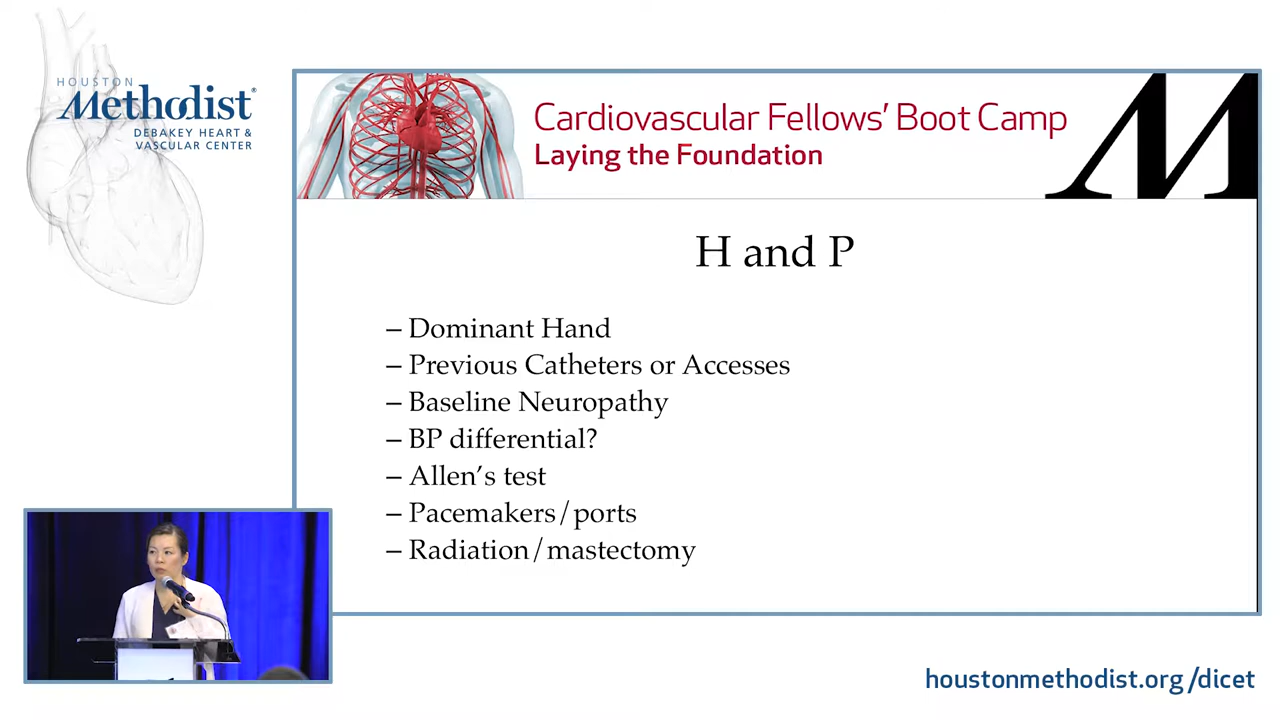 HOUSTON
Methodist®
DEBAKEY HEART &
VASCULAR CENTER
Cardiovascular Fellows' Boot Camp
Laying the Foundation
M
H and P
– Dominant Hand
– Previous Catheters or Accesses
– Baseline Neuropathy
– BP differential?
– Allen's test
– Pacemakers/ports
– Radiation/mastectomy
houstonmethodist.org/dicet